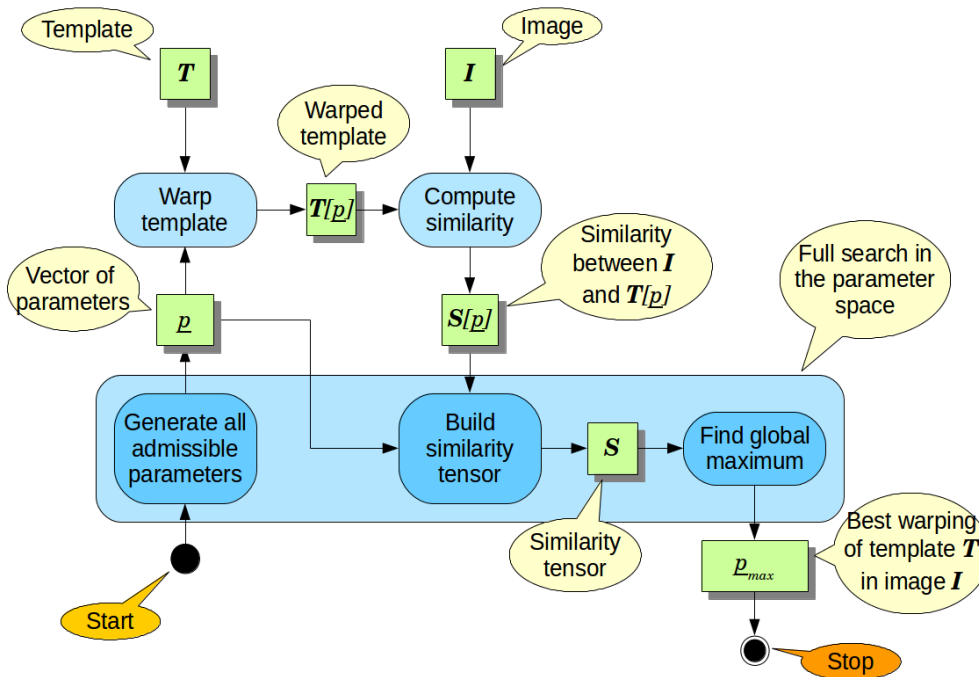 Template
T
Image
I
Warped
template
Warp
template
T[p]
Compute
similarity
Vector of
parameters
p
Similarity
between I
and T[p]
S[p]
Full search in
the parameter
space
Generate all
admissible
parameters
Build
similarity
tensor
S
Find global
maximum
Similarity
tensor
Best warping
of template T
in image I
p max
Start
Stop